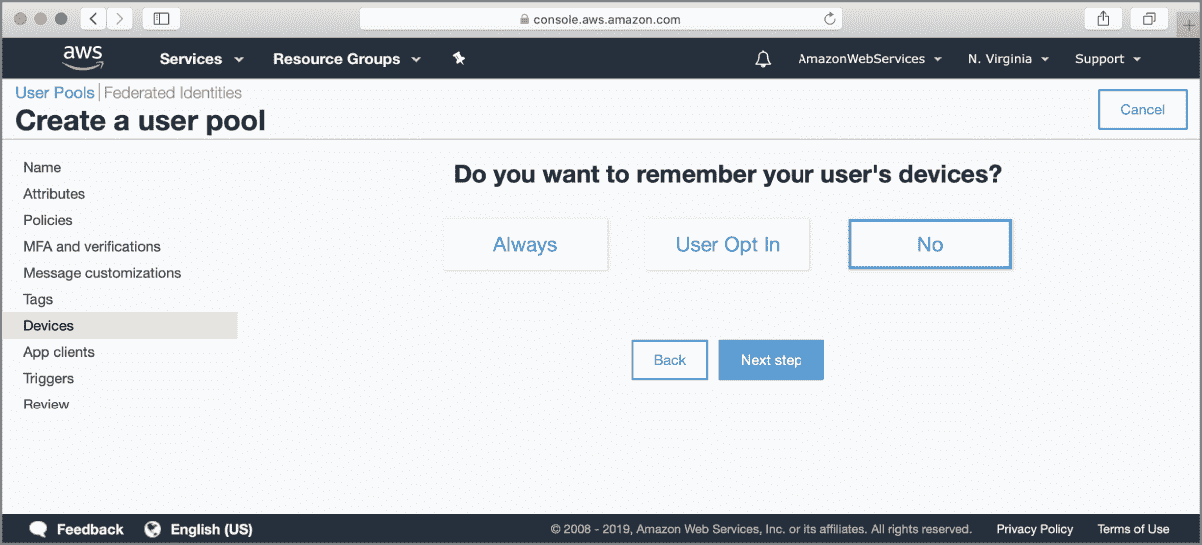 console.aws.amazon.com
aws Services Resource Groups AmazonWebServices N. Virginia Support
User Pools | Federated Identities
Create a user pool
Cancel
Name
Attributes
Policies
MFA and verifications
Message customizations
Tags
Devices
App clients
Triggers
Review
Do you want to remember your user's devices?
Always User Opt In No
Back Next step
Feedback English (US) © 2008 - 2019, Amazon Web Services, Inc. or its affiliates. All rights reserved. Privacy Policy Terms of Use